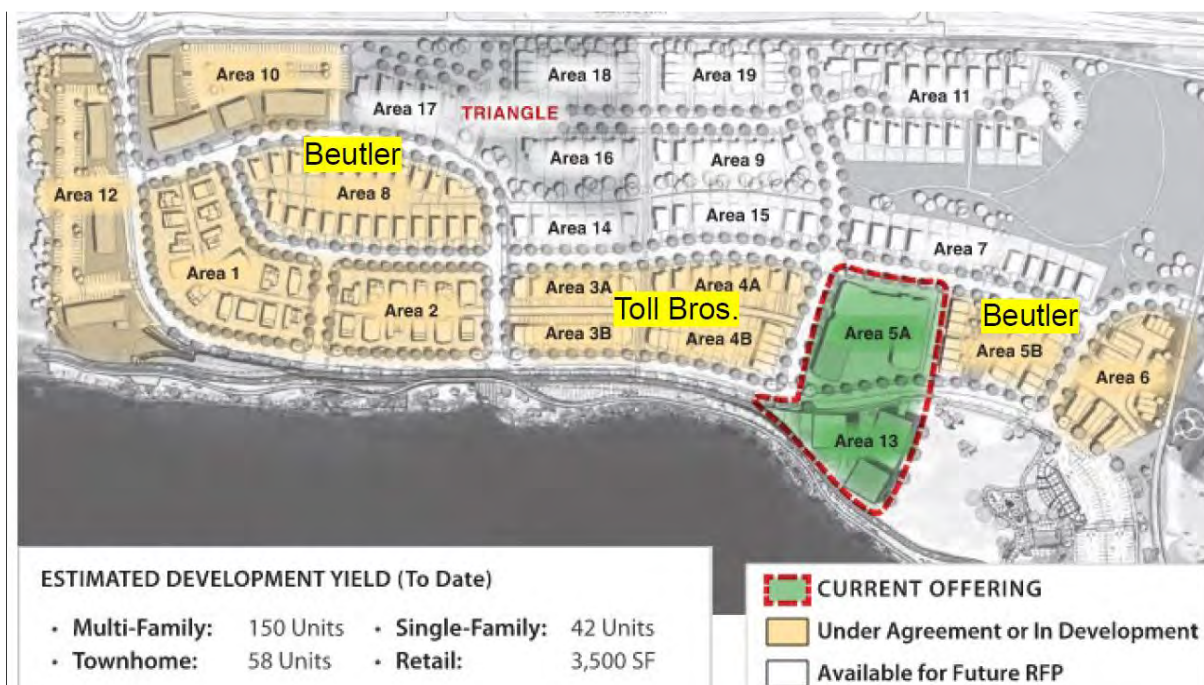 Area 10
Area 18
Area 19
Area 11
Area 17
TRIANGLE
Beutler
Area 16
Area 9
Area 12
Area 8
Area 14
Area 15
Area 7
Area 1
Area 2
Area 3A
Area 4A
Toll Bros.
Area 3B
Area 4B
Area 5A
Beutler
Area 5B
Area 6
Area 13
ESTIMATED DEVELOPMENT YIELD (To Date)
• Multi-Family: 150 Units • Single-Family: 42 Units
• Townhome: 58 Units • Retail: 3,500 SF
CURRENT OFFERING
Under Agreement or In Development
Available for Future RFP